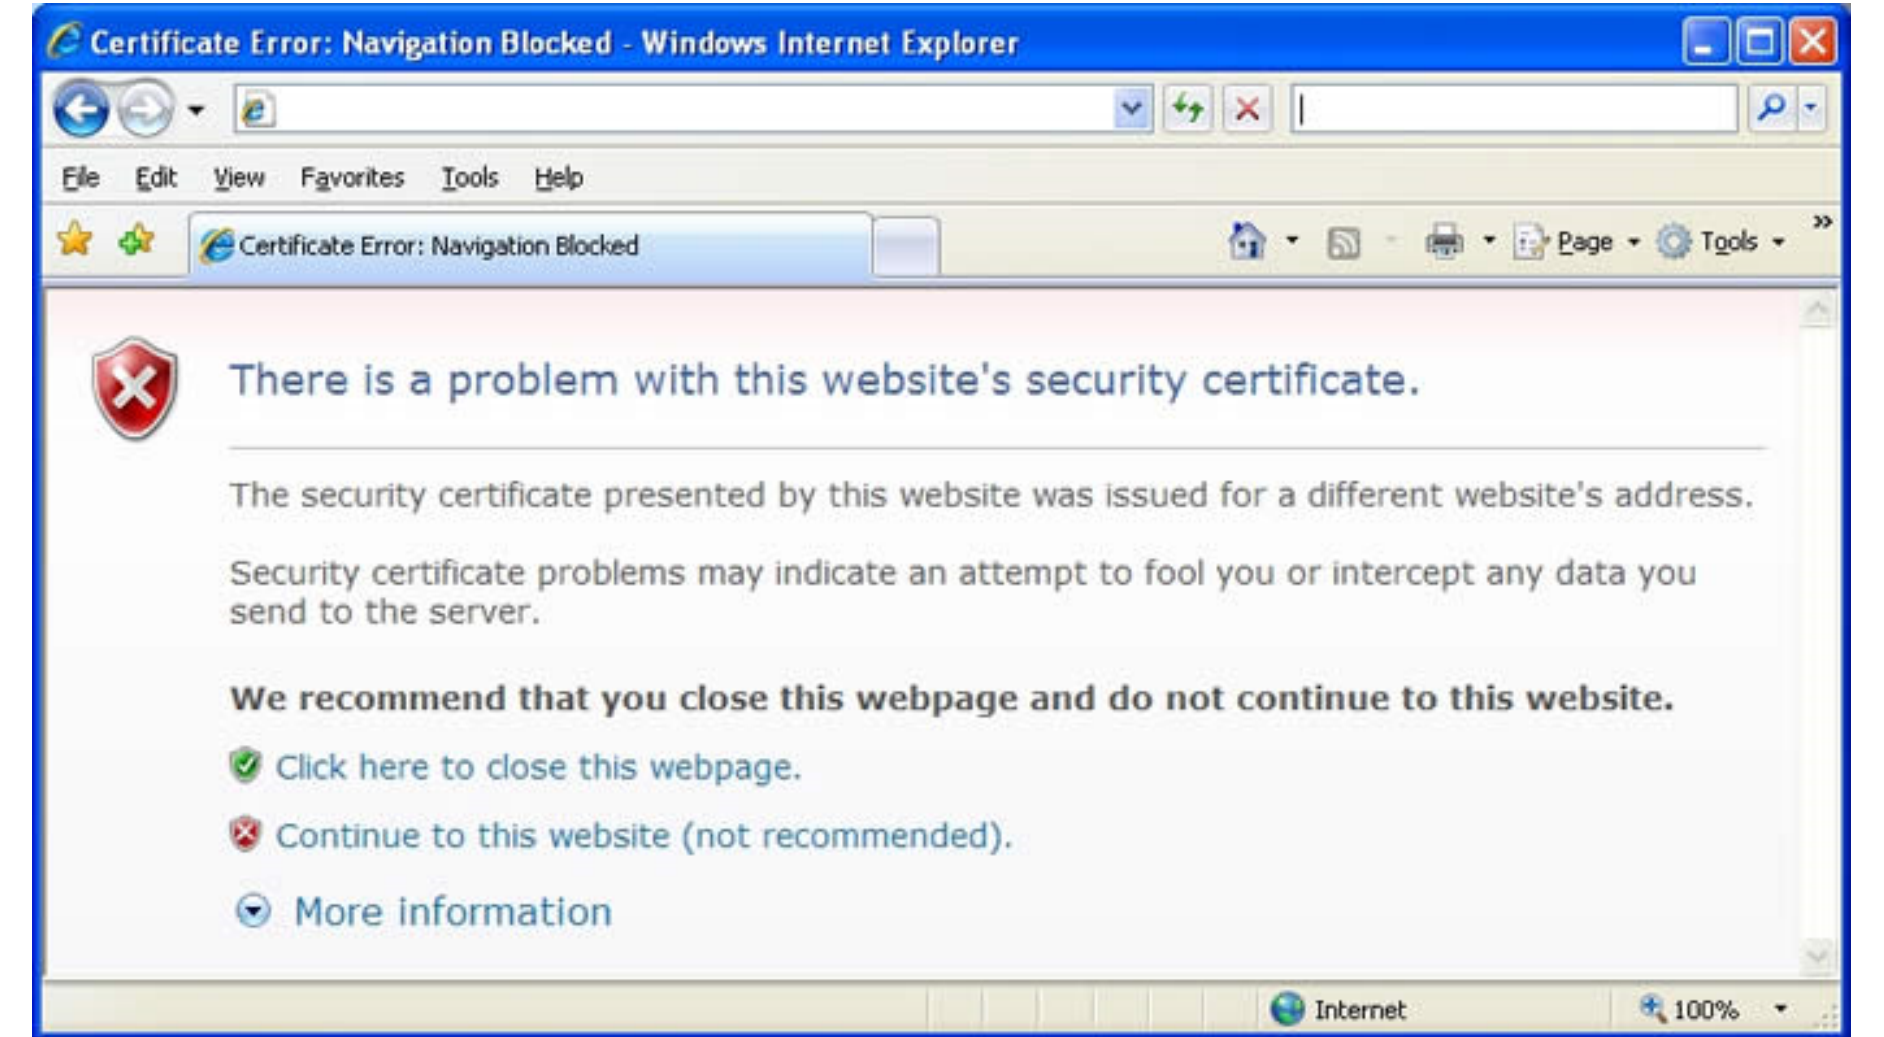 Certificate Error: Navigation Blocked - Windows Internet Explorer
File Edit View Favorites Tools Help
Certificate Error: Navigation Blocked
Page Tools »
There is a problem with this website's security certificate.
The security certificate presented by this website was issued for a different website's address.
Security certificate problems may indicate an attempt to fool you or intercept any data you
send to the server.
We recommend that you close this webpage and do not continue to this website.
Click here to close this webpage.
Continue to this website (not recommended).
More information
Internet 100%